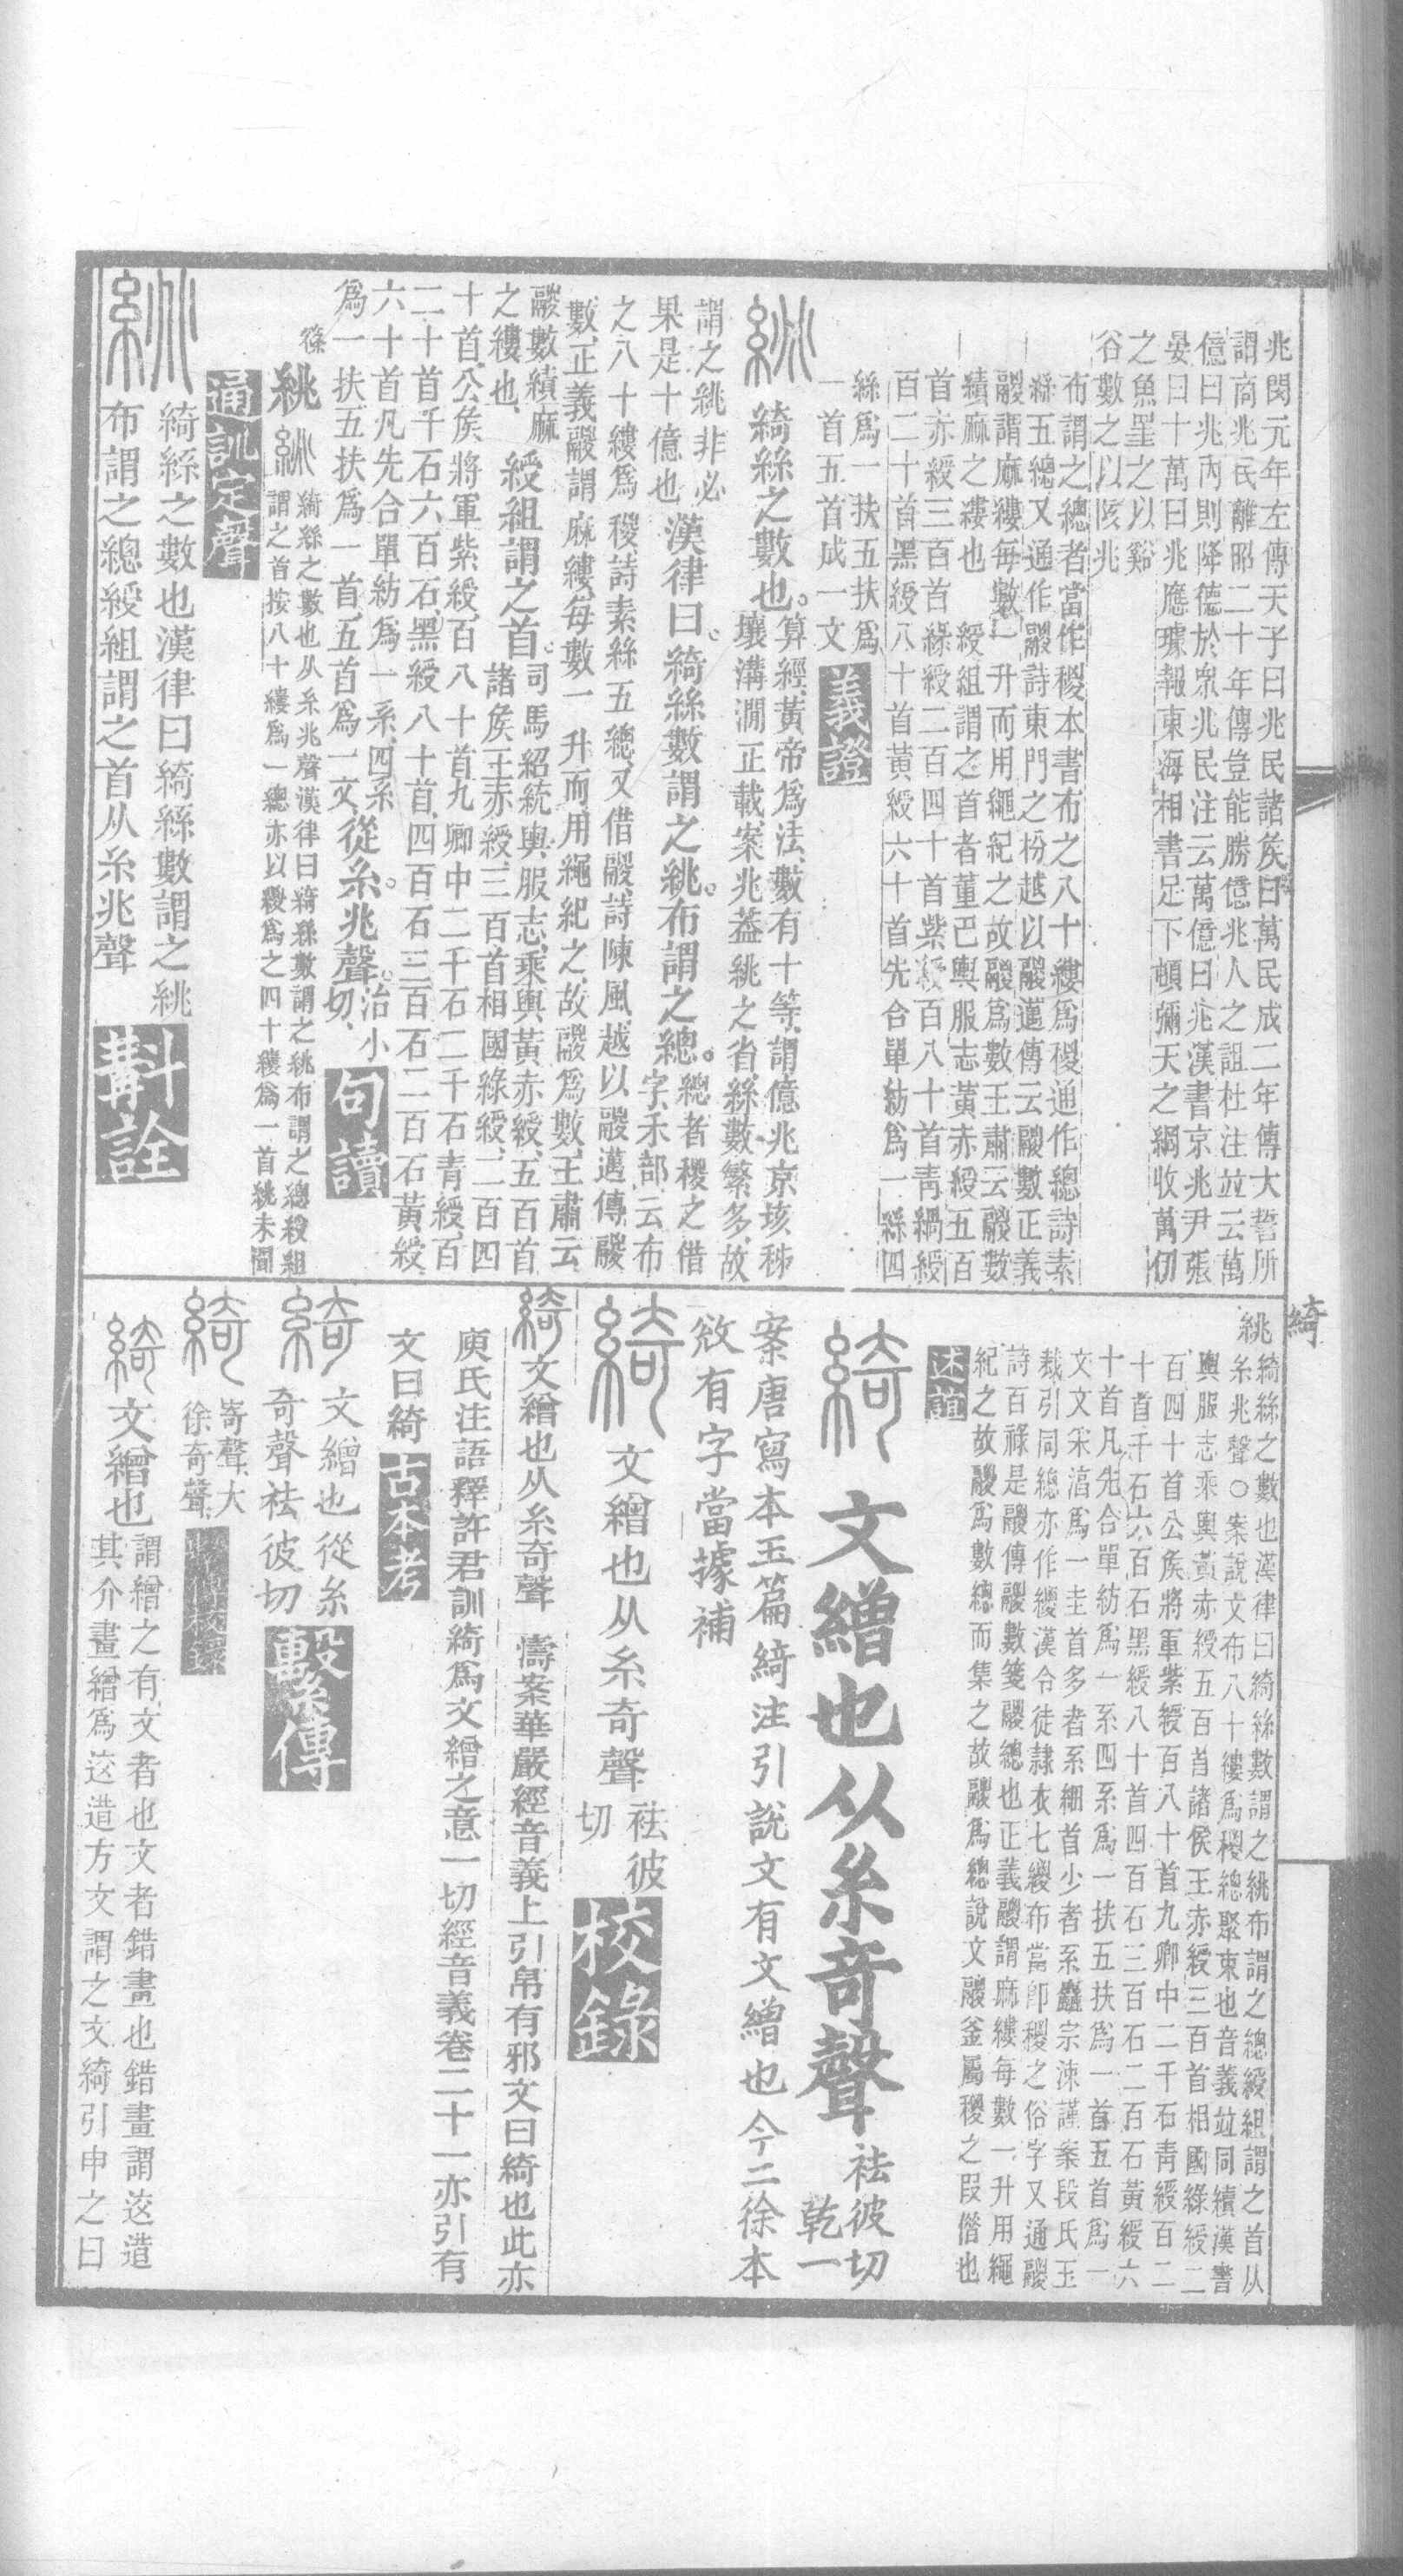 兆閔元年左傳天子曰兆民諸矦曰萬民成二年傳大誓所
謂商兆民離昭二十年傳豈能勝億兆人之詛杜注竝云萬
億曰兆內則降德於衆兆民注云萬億曰兆漢書京兆尹張
晏曰十萬曰兆應璩報東海相書足下頓彌天之網收萬仞
之魚罣之以谿
谷數之以陔兆
布謂之總者當作稯本書布之八十縷爲稯通作總詩素
絲五總又通作鬷詩東門之枌越以鬷邁傳云鬷數正義
鬷謂麻縷每數一升而用繩紀之故鬷爲數王肅云鬷數
績麻之縷也 綬組謂之首者董巴輿服志黃赤綬五百
首赤綬三百首綠綬二百四十首紫綬百八十首靑緺綬
百二十首黑綬八十首黃綬六十首先合單紡爲一絲四
絲爲一扶五扶爲
一首五首成一文 義證
綺絲之數也。算經黃帝爲法、數有十等、謂億兆京垓秭
壤溝澗正載、案兆葢絩之省、絲數繁多、故
謂之絩非必
果是十億也 漢律曰。綺絲數謂之絩。布謂之總。總者稯之借
字、禾部云布
之八十縷爲稯、詩素絲五總、又借鬷、詩陳風、越以鬷邁傳、鬷
數、正義鬷謂麻縷、每數一升而用繩紀之、故鬷爲數、王肅云
鬷數績麻
之縷也、 綬組謂之首。司馬紹統輿服志、乘輿、黃赤綬、五百首
諸矦王赤綬、三百首相國綠綬、二百四
十首、公矦將軍紫綬、百八十首、九卿中二千石二千石靑綬、百
二十首千石六百石、黑綬八十首、四百石三百石二百石黃綬、
六十首凡先合單紡爲一系、四系
爲一扶五扶爲一首、五首爲一文、從糸。兆聲。治小
切、 句讀
篠 絩 綺絲之數也从糸兆聲漢律曰綺絲數謂之絩布謂之總綬組
謂之首按八十縷爲一總亦以緵爲之四十縷爲一首絩未聞
通訓定聲
綺絲之數也漢律曰綺絲數謂之絩
布謂之總綬組謂之首从糸兆聲 斠詮
綺
絩 綺絲之數也漢律曰綺絲數謂之絩布謂之總綬組謂之首从
糸兆聲〇案說文布八十縷爲稯總聚束也音義竝同續漢書
輿服志乘輿黃赤綬五百首諸侯王赤綬三百首相國綠綬二
百四十首公矦將軍紫綬百八十首九卿中二千石靑綬百二
十首千石六百石黑綬八十首四百石三百石二百石黃綬六
十首凡先合單紡爲一系四系爲一扶五扶爲一首五首爲一
文文采滔爲一圭首多者系細首少者系麤宗涑謹案段氏玉
裁引同總亦作緵漢令徒隸衣七緵布當卽稯之俗字又通鬷
詩百祿是鬷傳鬷數箋鬷總也正義鬷謂麻縷每數一升用繩
紀之故鬷爲數總而集之故鬷爲總說文鬷釜屬稯之叚偕也
述誼
綺 文繒也从糸奇聲 袪彼切
乾一
案唐寫本玉篇綺注引說文有文繒也今二徐本
敓有字當據補
綺 文繒也从糸奇聲 袪彼
切 校錄
綺 文繒也从糸奇聲 濤案華嚴經音義上引帛有邪文曰綺也此亦
庾氏注語釋許君訓綺爲文繒之意一切經音義卷二十一亦引有
文曰綺 古本考
綺 文繒也從糸
奇聲袪彼切 繫傳
綺 寄聲、大
徐奇聲、 繫傳校錄
綺 文繒也 謂繒之有文者也文者錯畫也錯畫謂这造
其介畫繒爲这造方文謂之文綺引申之曰